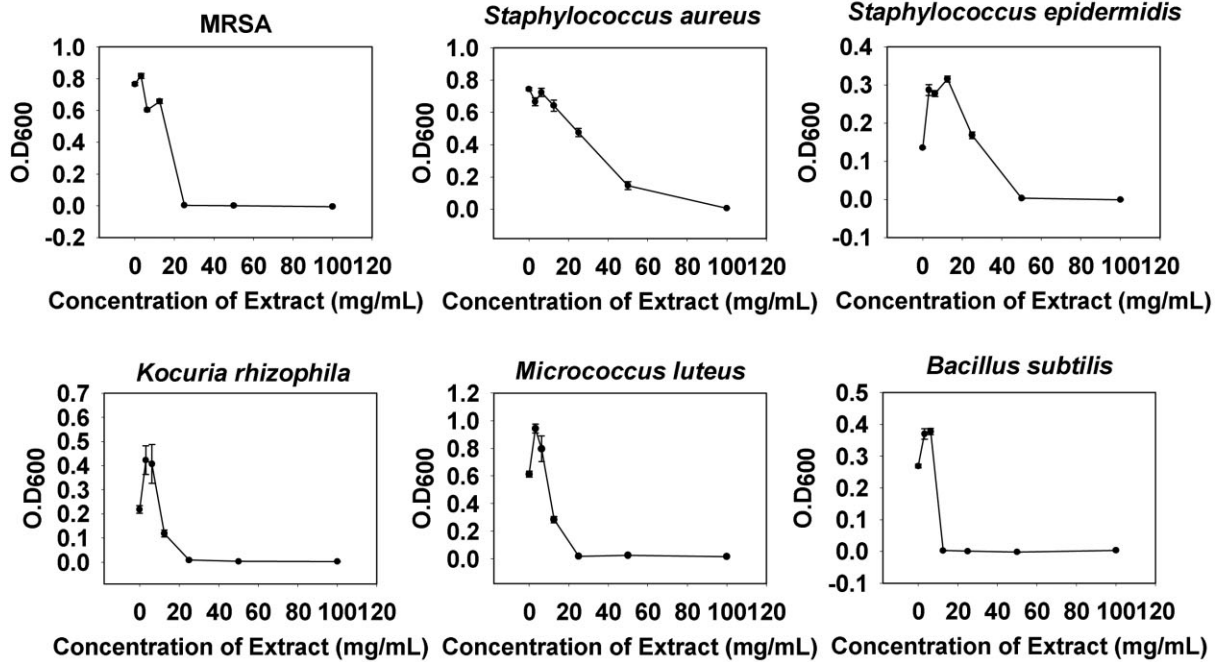 MRSA
1.0
0.8
0.6
0.4
0.2
0.0
-0.2
O.D600
0 20 40 60 80 100120
Concentration of Extract (mg/mL)
Staphylococcus aureus
1.0
0.8
0.6
0.4
0.2
0.0
O.D600
0 20 40 60 80 100120
Concentration of Extract (mg/mL)
Staphylococcus epidermidis
0.4
0.3
0.2
0.1
0.0
-0.1
O.D600
0 20 40 60 80 100120
Concentration of Extract (mg/mL)
Kocuria rhizophila
0.7
0.6
0.5
0.4
0.3
0.2
0.1
0.0
O.D600
0 20 40 60 80 100120
Concentration of Extract (mg/mL)
Micrococcus luteus
1.2
1.0
0.8
0.6
0.4
0.2
0.0
O.D600
0 20 40 60 80 100120
Concentration of Extract (mg/mL)
Bacillus subtilis
0.5
0.4
0.3
0.2
0.1
0.0
-0.1
O.D600
0 20 40 60 80 100120
Concentration of Extract (mg/mL)